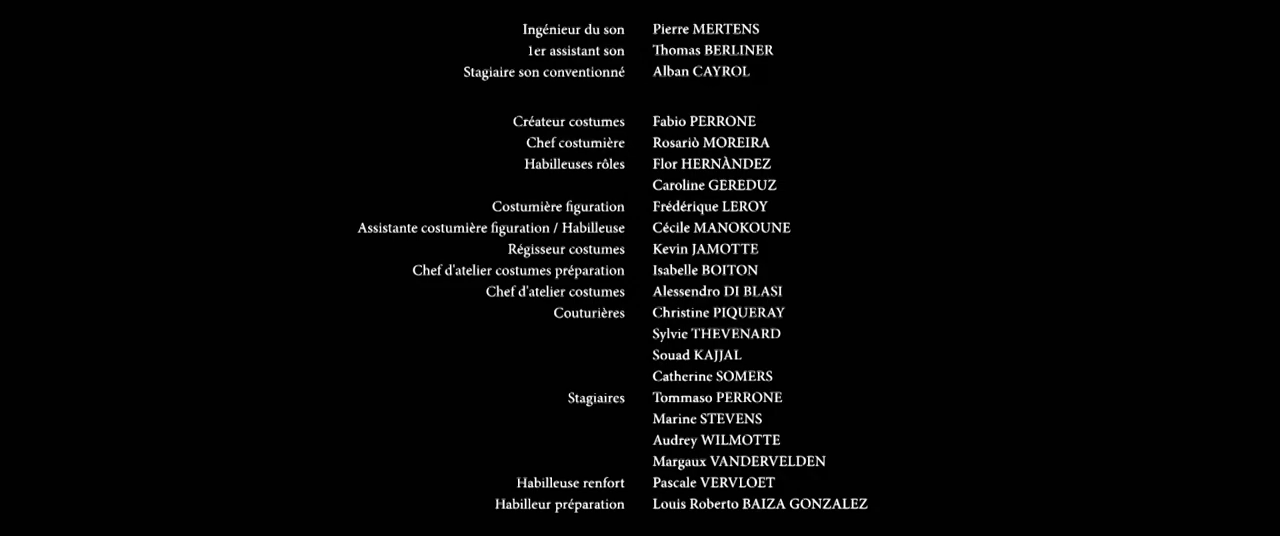 Ingénieur du son Pierre MERTENS
1er assistant son Thomas BERLINER
Stagiaire son conventionné Alban CAYROL
Créateur costumes Fabio PERRONE
Chef costumière Rosariò MOREIRA
Habilleuses rôles Flor HERNÀNDEZ
Caroline GEREDUZ
Costumière figuration Frédérique LEROY
Assistante costumière figuration / Habilleuse Cécile MANOKOUNE
Régisseur costumes Kevin JAMOTTE
Chef d'atelier costumes préparation Isabelle BOITON
Chef d'atelier costumes Alessendro DI BLASI
Couturières Christine PIQUERAY
Sylvie THEVENARD
Souad KAJJAL
Catherine SOMERS
Stagiaires Tommaso PERRONE
Marine STEVENS
Audrey WILMOTTE
Margaux VANDERVELDEN
Habilleuse renfort Pascale VERVLOET
Habilleur préparation Louis Roberto BAIZA GONZALEZ